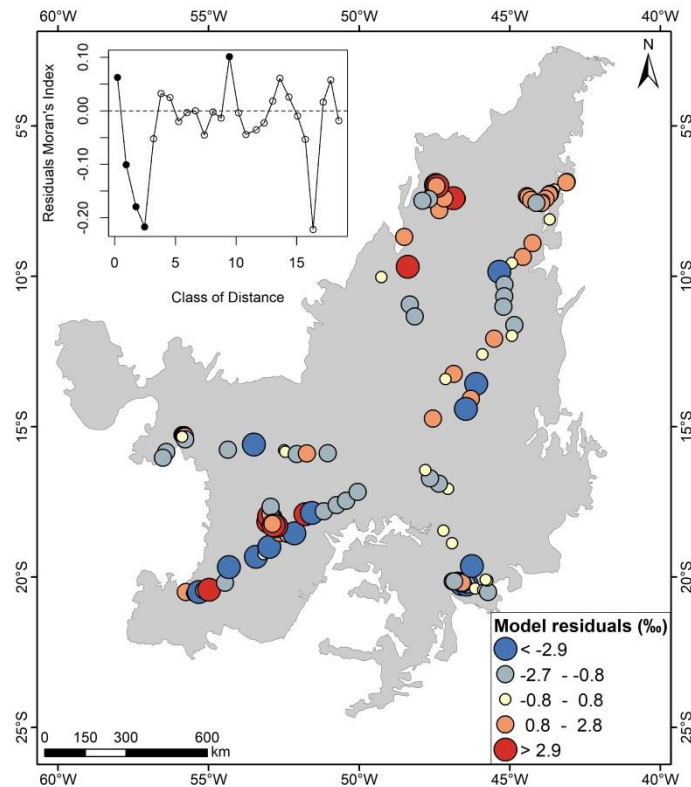 60°W 55°W 50°W 45°W 40°W
N
Residuals Moran's Index
0.10
0.00
-0.10
-0.20
0 5 10 15
Class of Distance
5°S 5°S
10°S 10°S
15°S 15°S
20°S 20°S
25°S 25°S
Model residuals (‰)
< -2.9
-2.7 - -0.8
-0.8 - 0.8
0.8 - 2.8
> 2.9
0 150 300 600
km
60°W 55°W 50°W 45°W 40°W